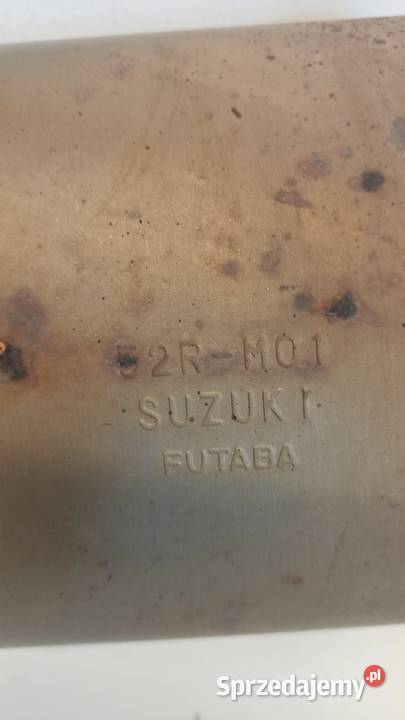 52R-M01
SUZUKI
FUTABA
Sprzedajemy.pl